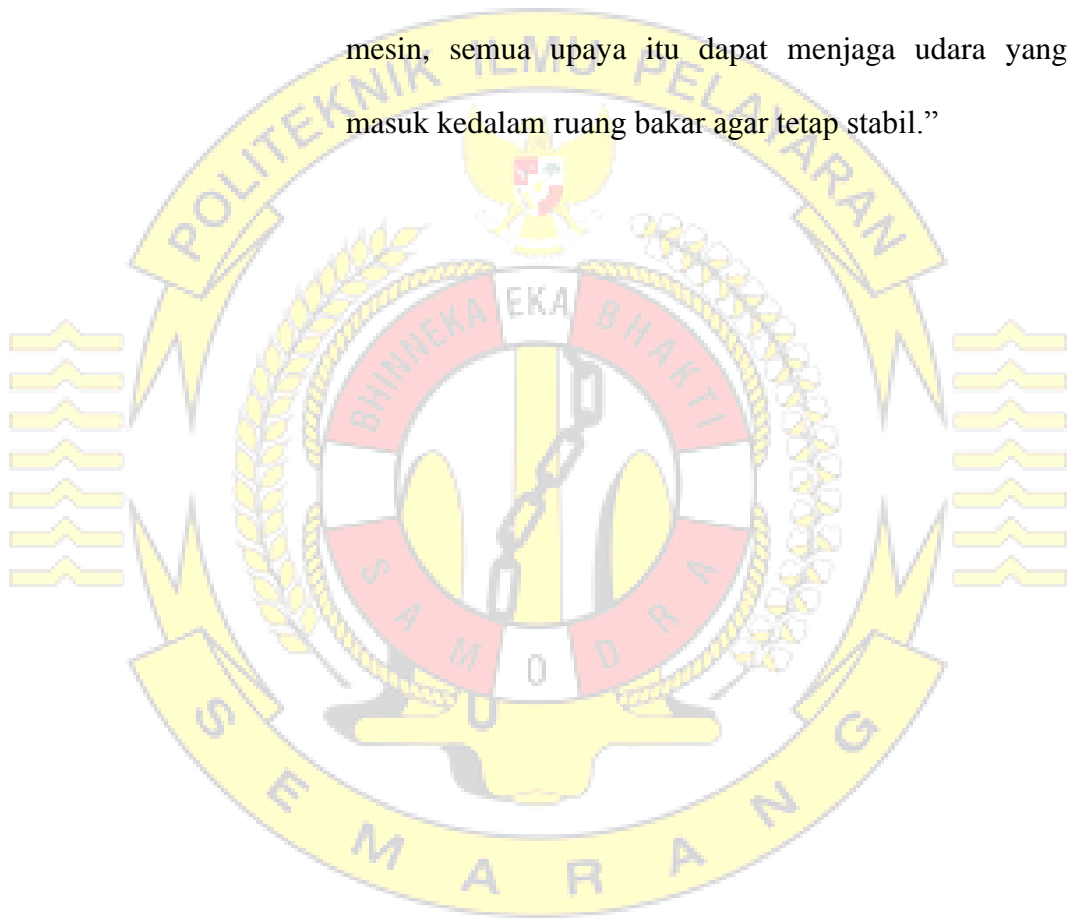 mesin, semua upaya itu dapat menjaga udara yang
masuk kedalam ruang bakar agar tetap stabil.”
POLITEKNIK ILMU PELAYARAN
BHINNEKA EKA BHAKTI
SAMODRA
SEMARANG